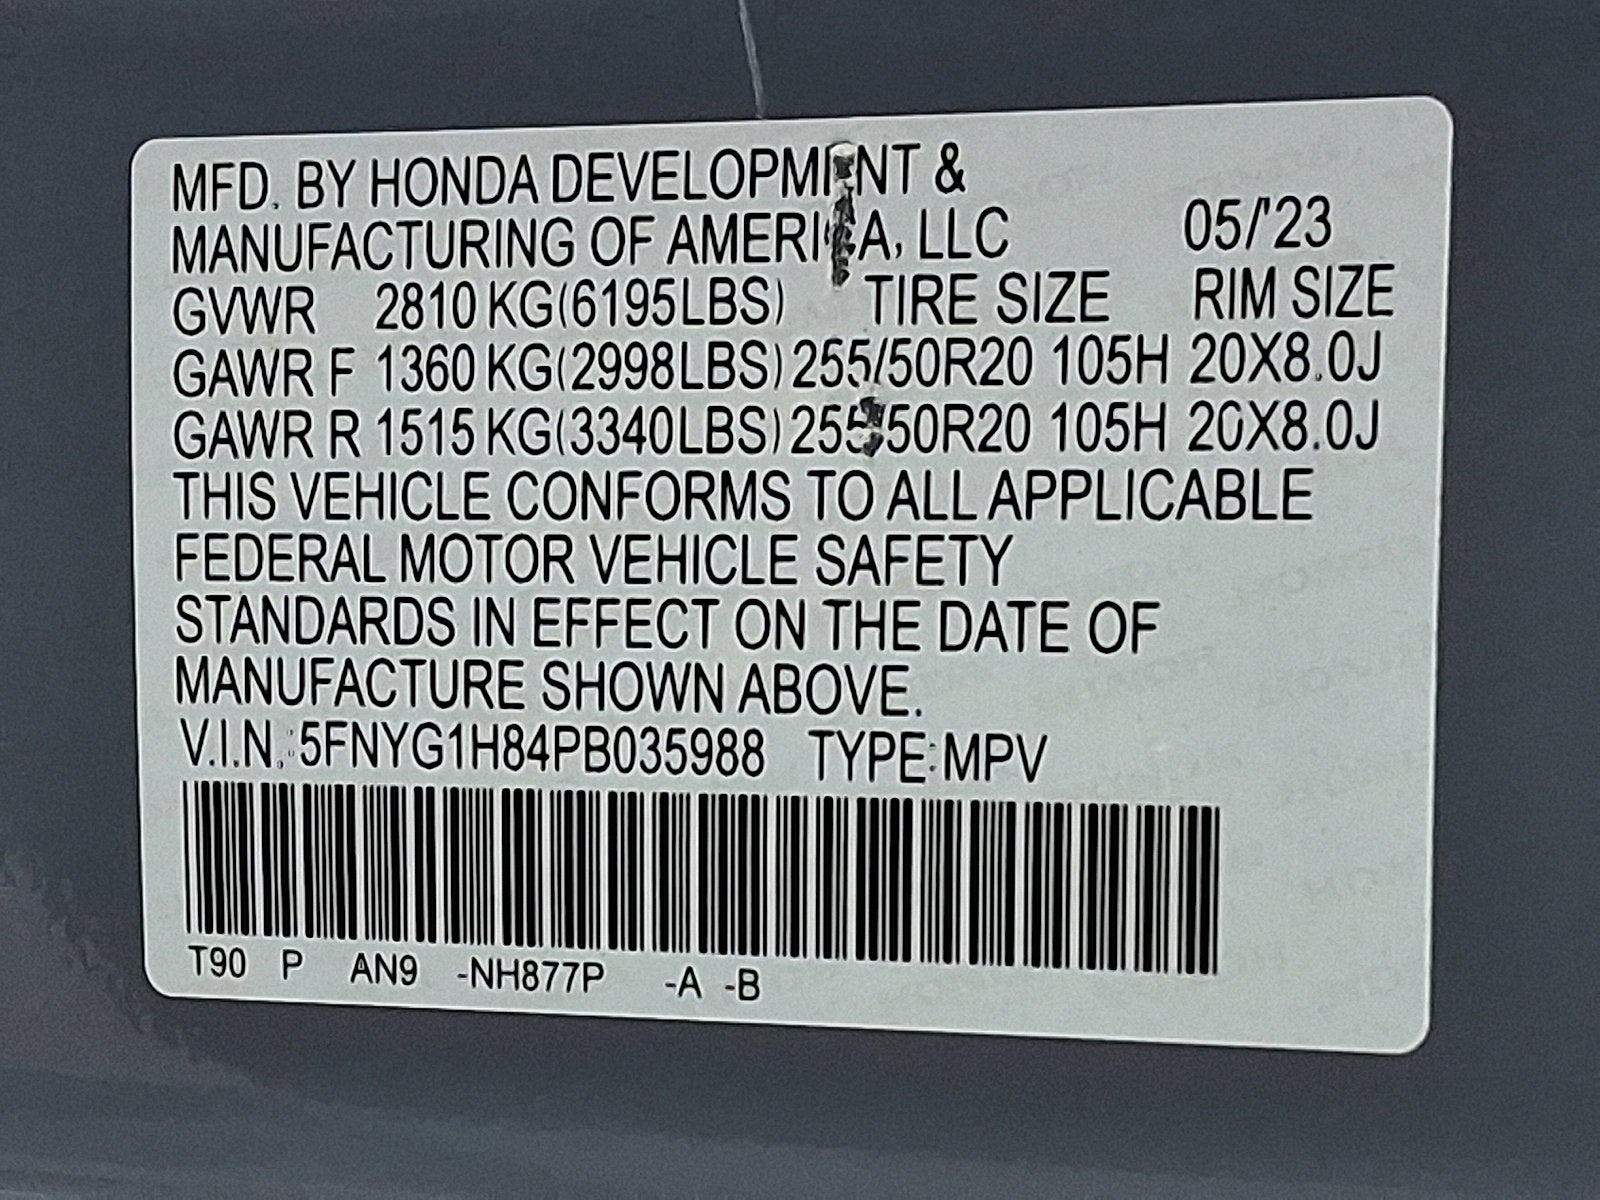 MFD. BY HONDA DEVELOPMENT &
MANUFACTURING OF AMERICA, LLC 05/'23
GVWR 2810 KG(6195LBS) TIRE SIZE RIM SIZE
GAWR F 1360 KG(2998LBS) 255/50R20 105H 20X8.0J
GAWR R 1515 KG(3340LBS) 255/50R20 105H 20X8.0J
THIS VEHICLE CONFORMS TO ALL APPLICABLE
FEDERAL MOTOR VEHICLE SAFETY
STANDARDS IN EFFECT ON THE DATE OF
MANUFACTURE SHOWN ABOVE.
V.I.N.:5FNYG1H84PB035988 TYPE:MPV
T90 P AN9 -NH877P -A -B